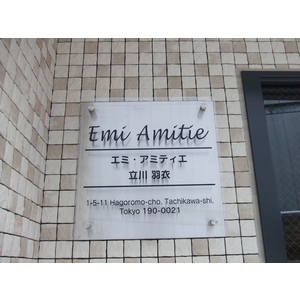 Emi Amitie
エミ・アミティエ
立川 羽衣
1-5-11 Hagoromo-cho. Tachikawa-shi.
Tokyo 190-0021